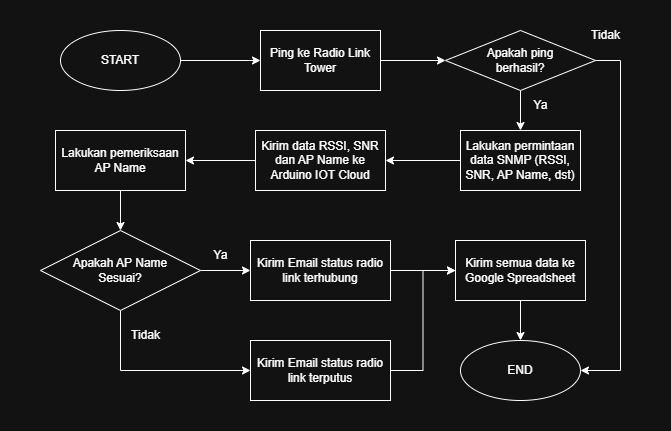 START
Ping ke Radio Link
Tower
Apakah ping
berhasil?
Tidak
Ya
Lakukan permintaan
data SNMP (RSSI,
SNR, AP Name, dst)
Kirim data RSSI, SNR
dan AP Name ke
Arduino IOT Cloud
Lakukan pemeriksaan
AP Name
Apakah AP Name
Sesuai?
Ya
Kirim Email status radio
link terhubung
Kirim semua data ke
Google Spreadsheet
Tidak
Kirim Email status radio
link terputus
END